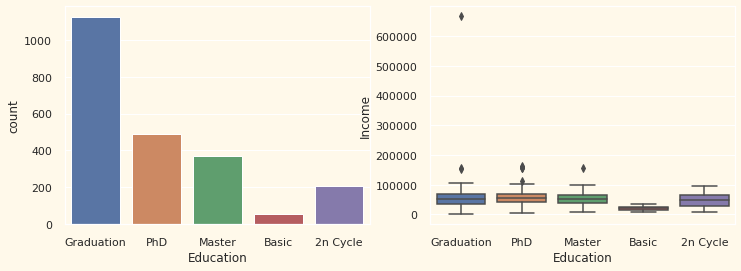 count
1000
800
600
400
200
0
Graduation PhD Master Basic 2n Cycle
Education
Income
600000
500000
400000
300000
200000
100000
0
Graduation PhD Master Basic 2n Cycle
Education